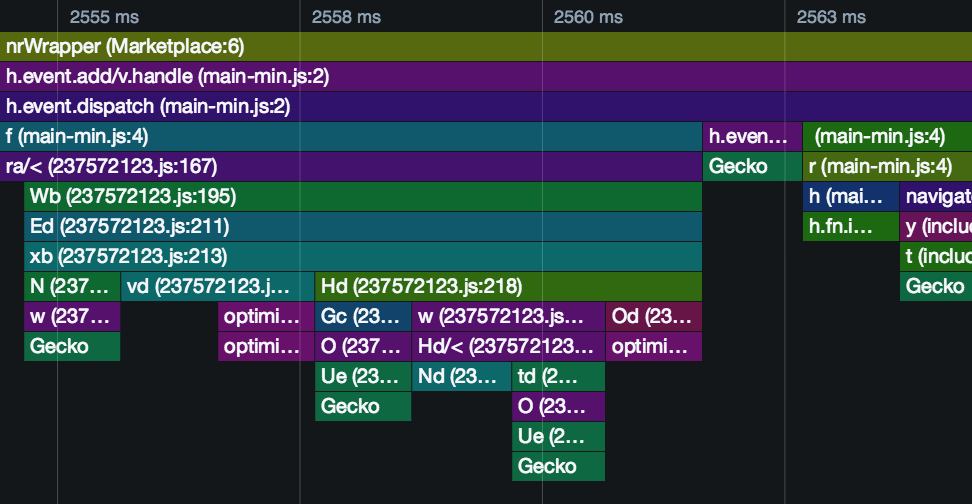 2555 ms 2558 ms 2560 ms 2563 ms
nrWrapper (Marketplace:6)
h.event.add/v.handle (main-min.js:2)
h.event.dispatch (main-min.js:2)
f (main-min.js:4) h.even… (main-min.js:4)
ra/< (237572123.js:167) Gecko r (main-min.js:4)
Wb (237572123.js:195) h (mai… navigat
Ed (237572123.js:211) h.fn.i… y (inclu
xb (237572123.js:213) t (includ
N (237… vd (237572123.j… Hd (237572123.js:218) Gecko
w (237… optimi… Gc (23… w (237572123.js… Od (23…
Gecko optimi… O (237… Hd/< (237572123… optimi…
Ue (23… Nd (23… td (2…
Gecko O (23…
Ue (2…
Gecko